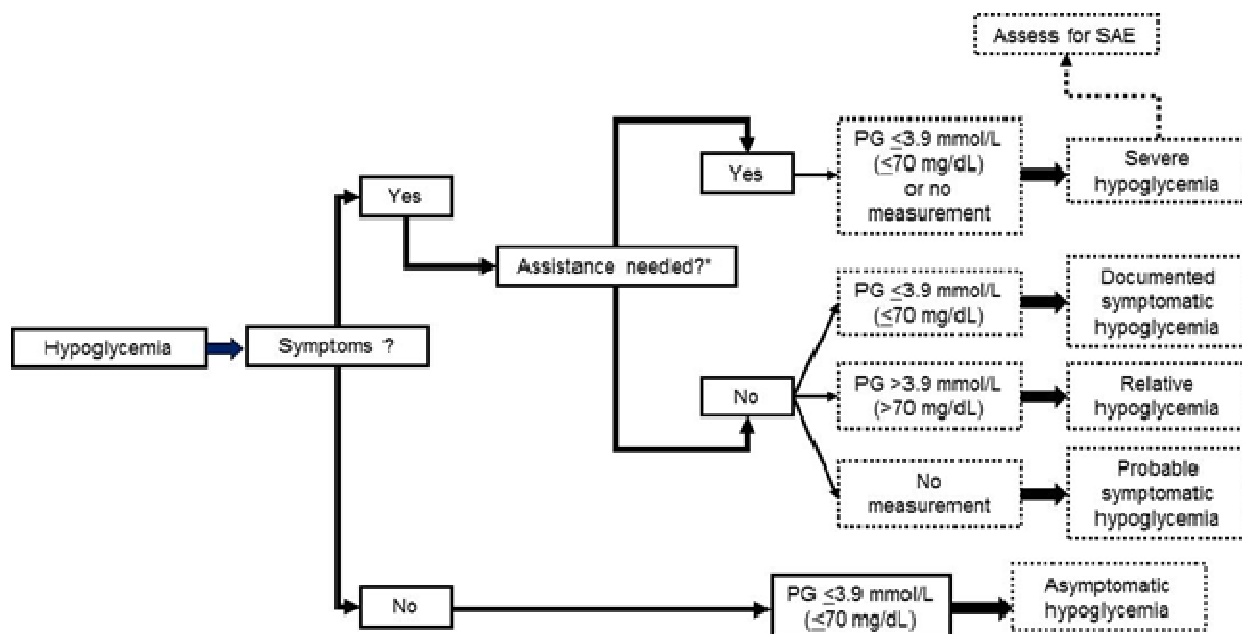 Assess for SAE
Yes
PG ≤3.9 mmol/L
(≤70 mg/dL)
or no
measurement
Severe
hypoglycemia
Yes
Assistance needed?*
PG ≤3.9 mmol/L
(≤70 mg/dL)
Documented
symptomatic
hypoglycemia
Hypoglycemia
Symptoms ?
No
PG >3.9 mmol/L
(>70 mg/dL)
Relative
hypoglycemia
No
measurement
Probable
symptomatic
hypoglycemia
No
PG ≤3.9 mmol/L
(≤70 mg/dL)
Asymptomatic
hypoglycemia